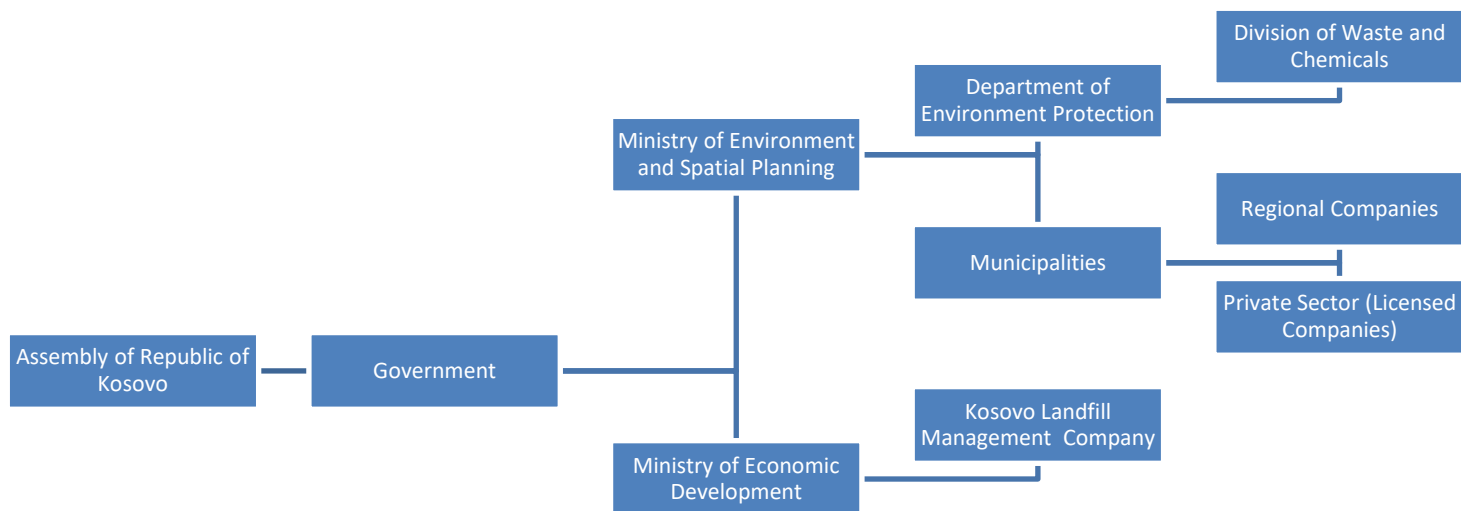 Division of Waste and
Chemicals
Department of
Environment Protection
Ministry of Environment
and Spatial Planning
Regional Companies
Municipalities
Private Sector (Licensed
Companies)
Assembly of Republic of
Kosovo
Government
Kosovo Landfill
Management Company
Ministry of Economic
Development